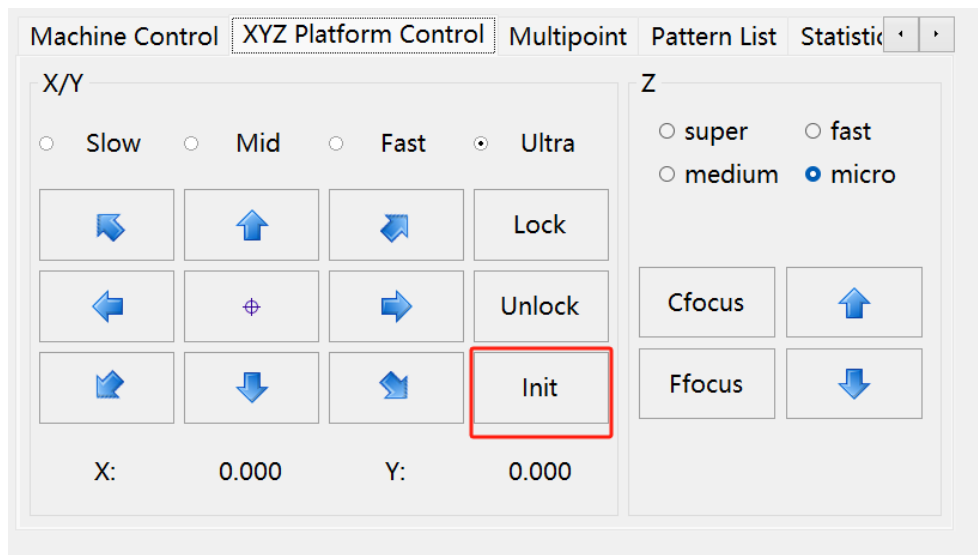 Machine Control XYZ Platform Control Multipoint Pattern List Statistic
X/Y
Slow Mid Fast Ultra
Lock
Unlock
Init
X: 0.000 Y: 0.000
Z
super fast
medium micro
Cfocus
Ffocus